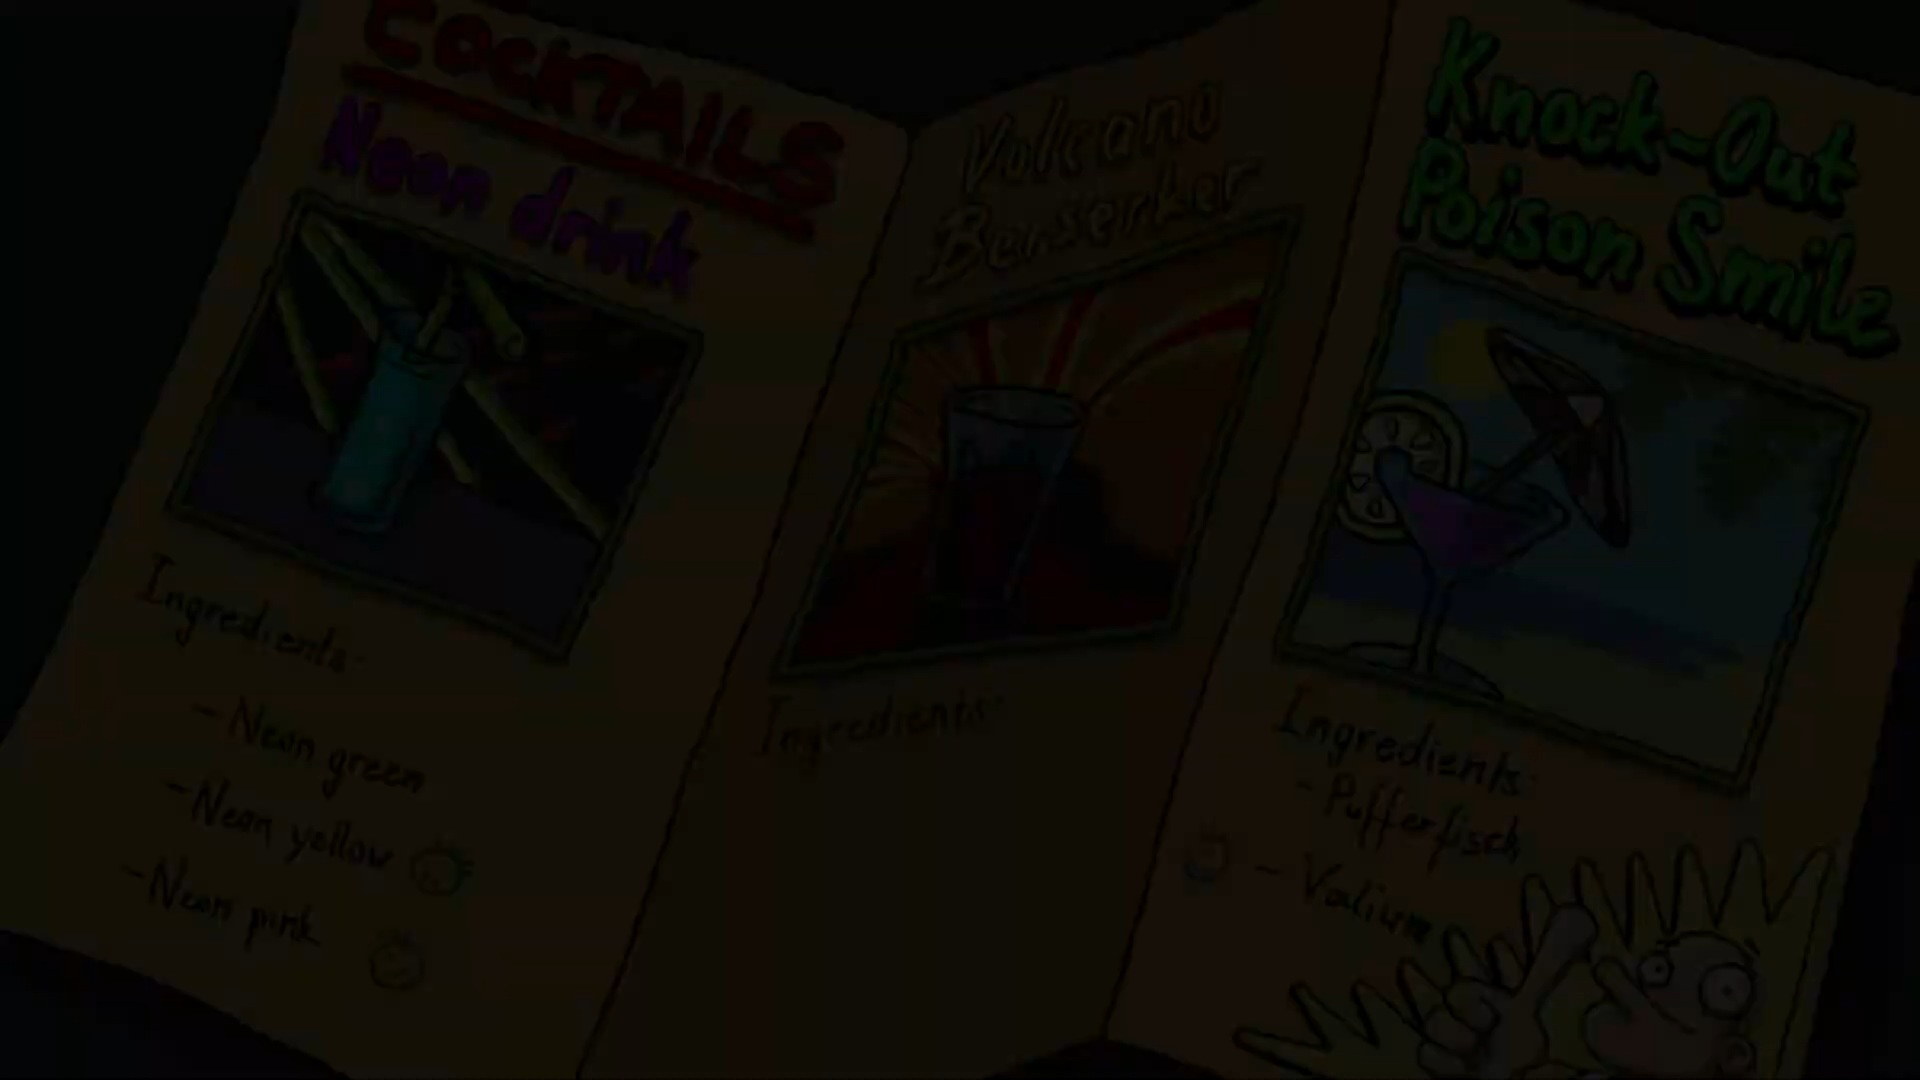 COCKTAILS
Neon drink
Ingredients:
- Neon green
- Neon yellow
- Neon pink
Volcano
Berserker
Ingredients:
Knock-Out
Poison Smile
Ingredients:
- Pufferfisch
- Valium